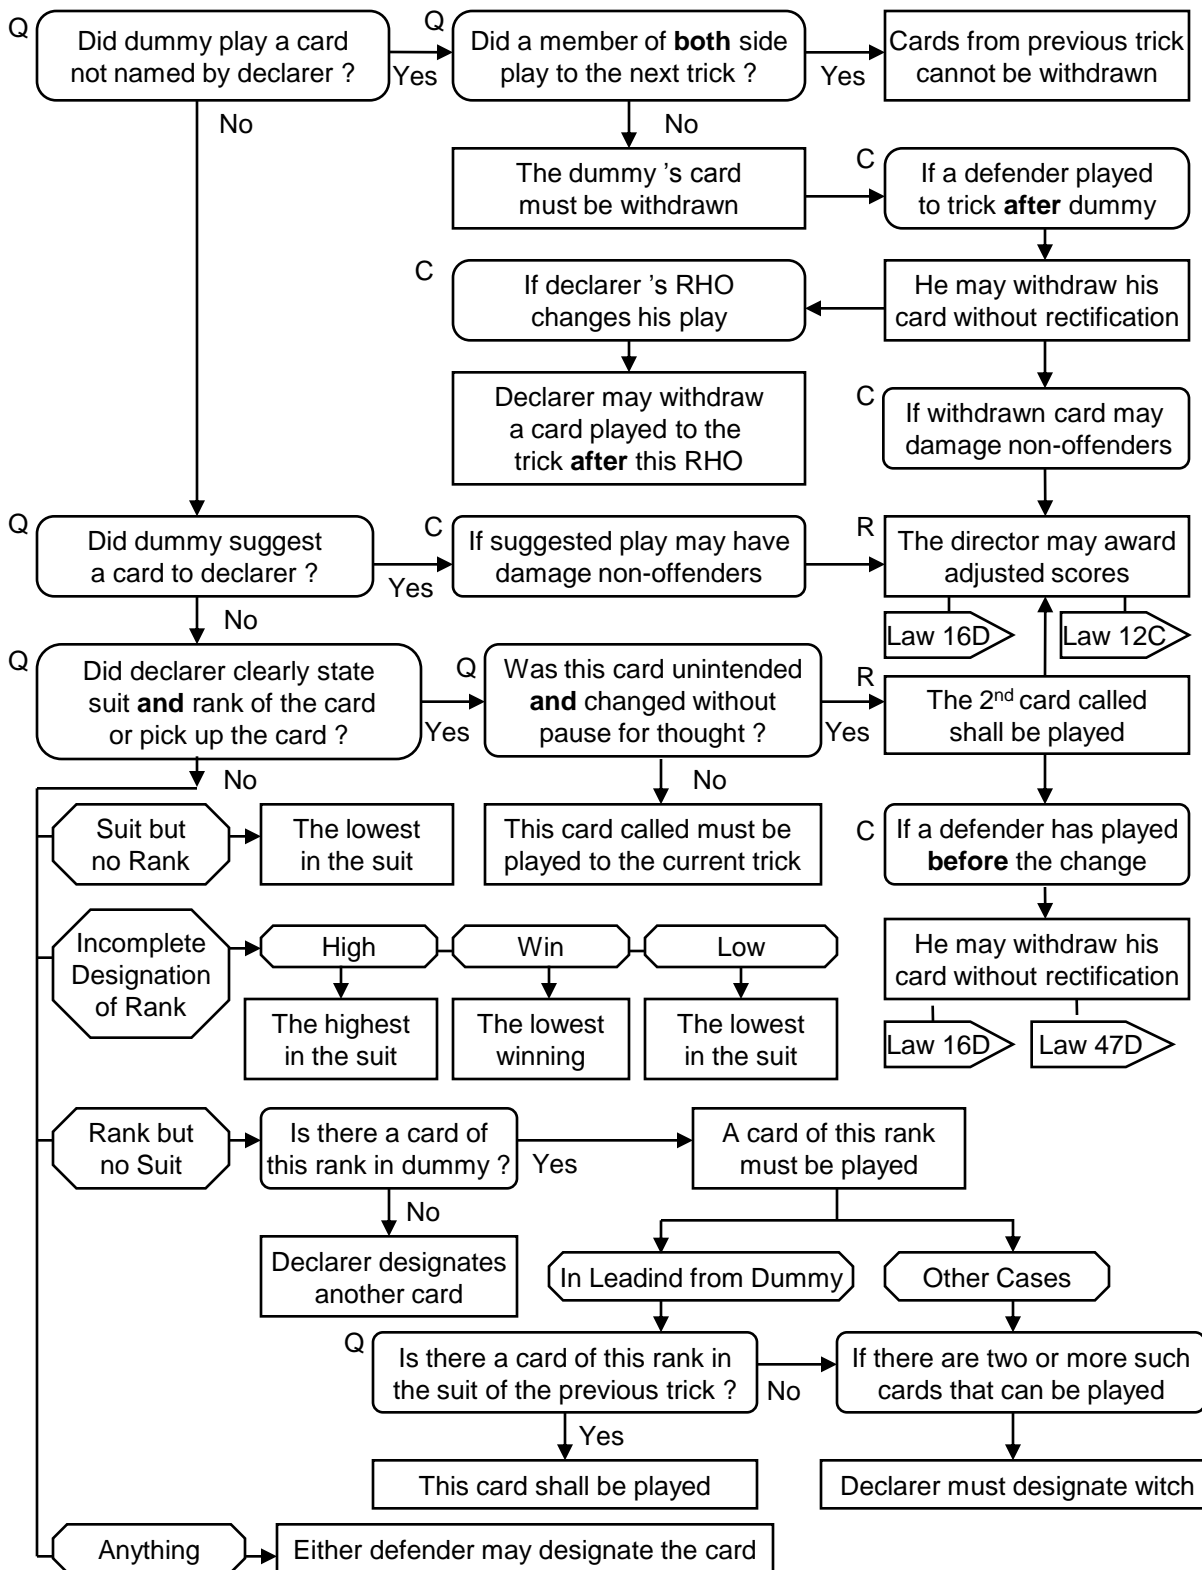 Q
Did dummy play a card
not named by declarer ?
Yes
No
Q
Did a member of both side
play to the next trick ?
Yes
No
Cards from previous trick
cannot be withdrawn
The dummy 's card
must be withdrawn
C
If a defender played
to trick after dummy
He may withdraw his
card without rectification
C
If declarer 's RHO
changes his play
Declarer may withdraw
a card played to the
trick after this RHO
C
If withdrawn card may
damage non-offenders
Q
Did dummy suggest
a card to declarer ?
Yes
No
C
If suggested play may have
damage non-offenders
R
The director may award
adjusted scores
Law 16D
Law 12C
Q
Did declarer clearly state
suit and rank of the card
or pick up the card ?
Yes
No
Q
Was this card unintended
and changed without
pause for thought ?
Yes
No
R
The 2nd card called
shall be played
Suit but
no Rank
The lowest
in the suit
This card called must be
played to the current trick
C
If a defender has played
before the change
He may withdraw his
card without rectification
Law 16D
Law 47D
Incomplete
Designation
of Rank
High
Win
Low
The highest
in the suit
The lowest
winning
The lowest
in the suit
Rank but
no Suit
Is there a card of
this rank in dummy ?
Yes
No
A card of this rank
must be played
Declarer designates
another card
In Leadind from Dummy
Other Cases
Q
Is there a card of this rank in
the suit of the previous trick ?
No
Yes
If there are two or more such
cards that can be played
This card shall be played
Declarer must designate witch
Anything
Either defender may designate the card